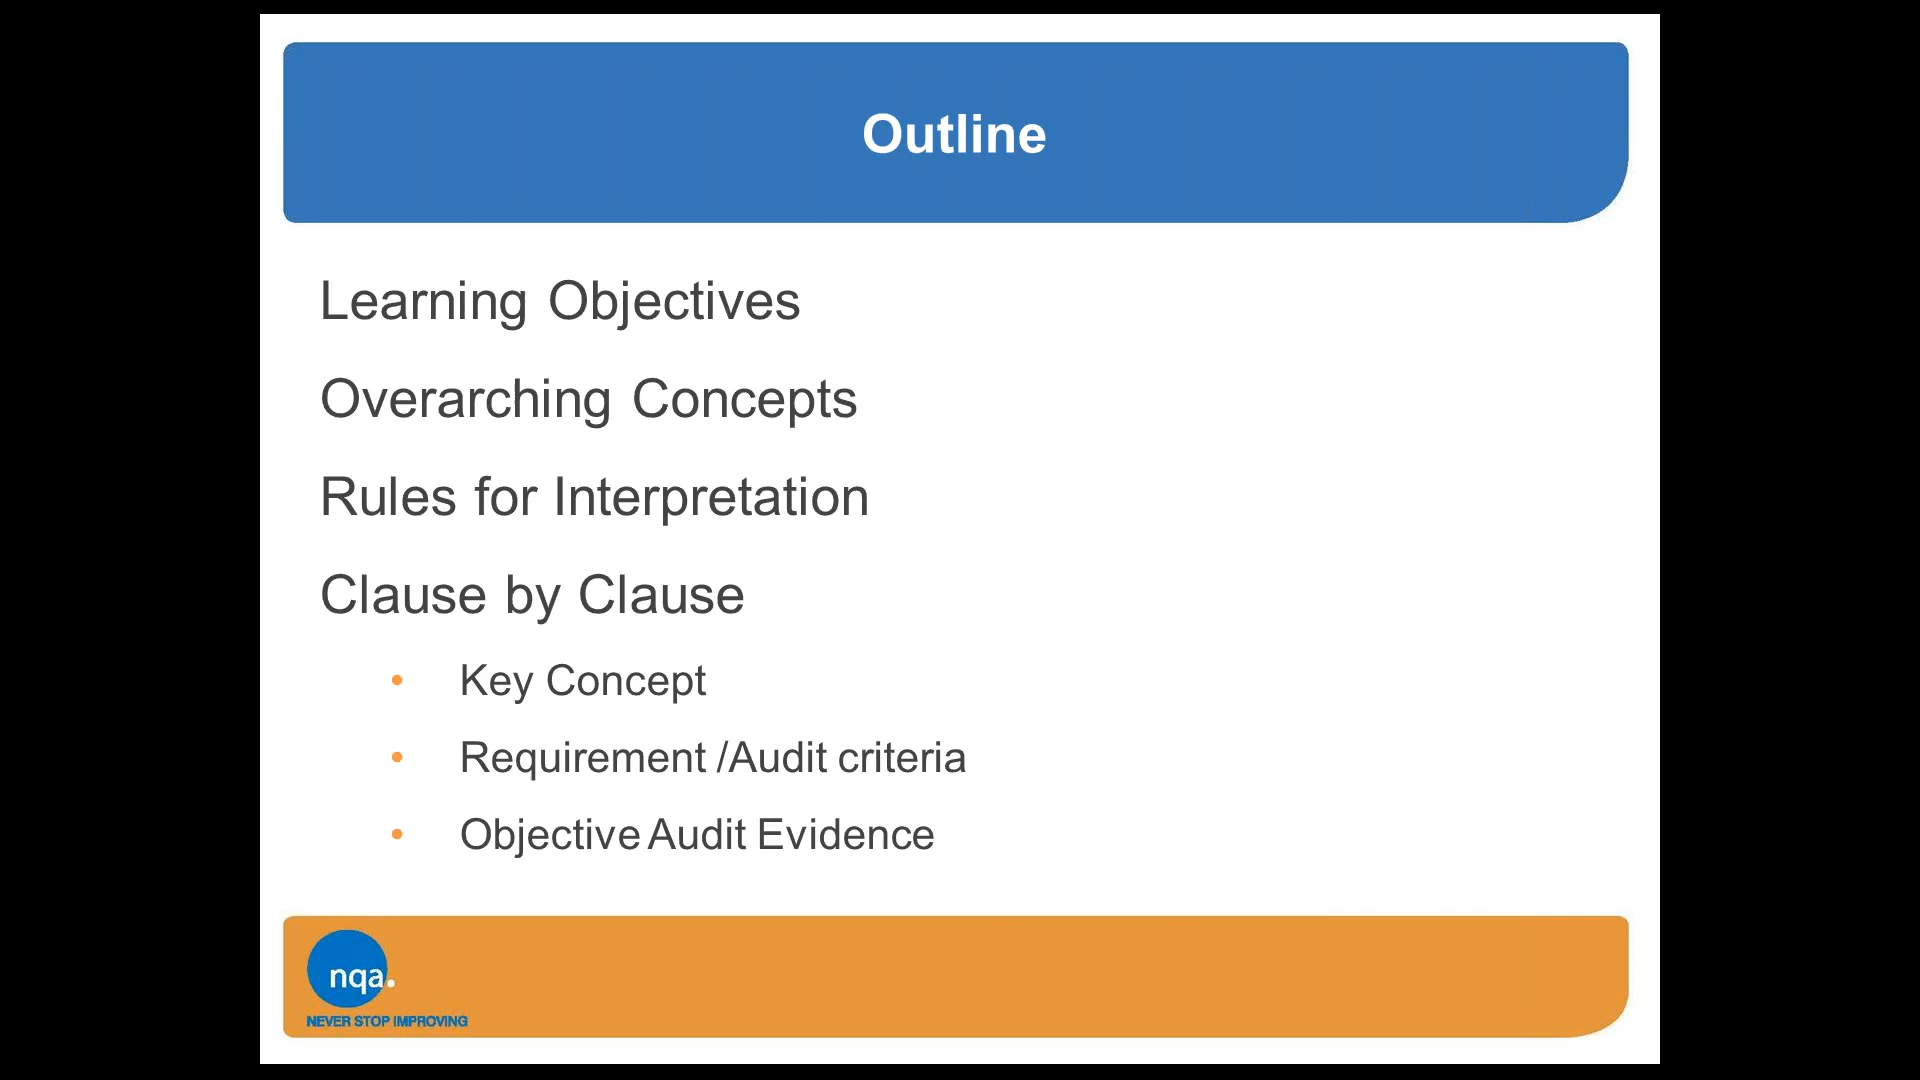 Outline
Learning Objectives
Overarching Concepts
Rules for Interpretation
Clause by Clause
• Key Concept
• Requirement /Audit criteria
• Objective Audit Evidence
nqa.
NEVER STOP IMPROVING